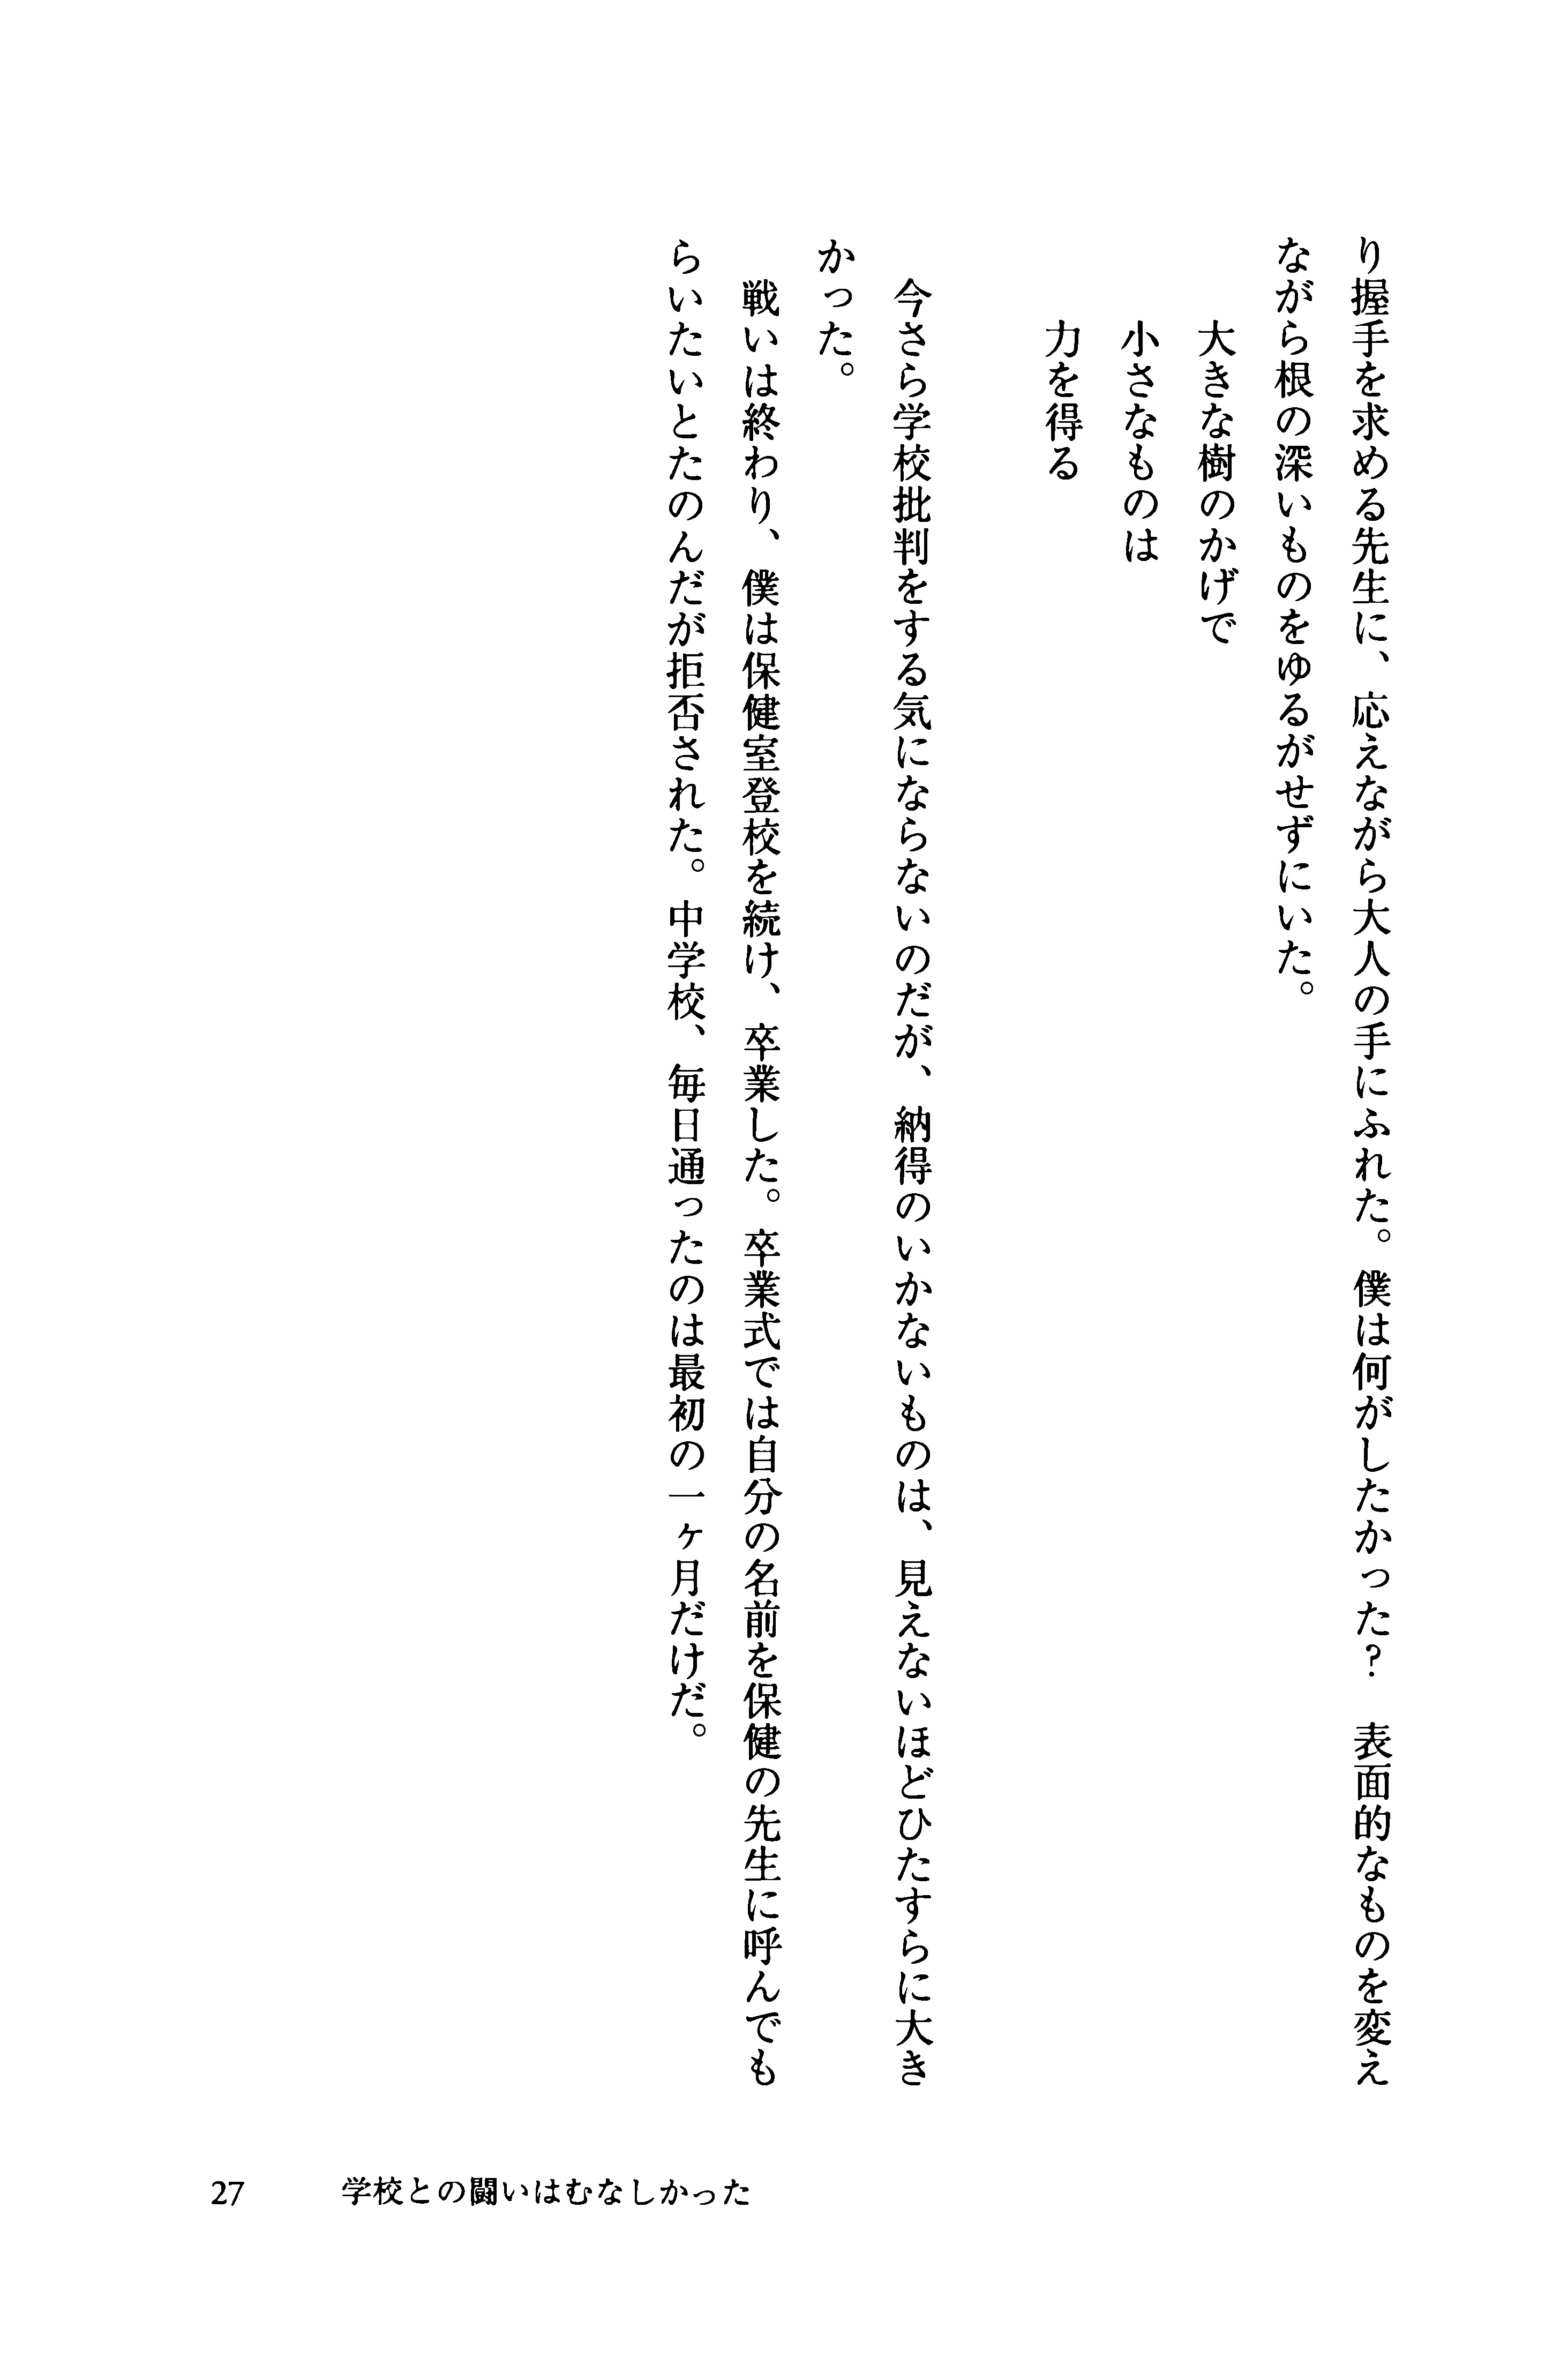 り握手を求める先生に、応えながら大人の手にふれた。僕は何がしたかった？　表面的なものを変え
ながら根の深いものをゆるがせずにいた。
大きな樹のかげで
小さなものは
力を得る
今さら学校批判をする気にならないのだが、納得のいかないものは、見えないほどひたすらに大き
かった。
戦いは終わり、僕は保健室登校を続け、卒業した。卒業式では自分の名前を保健の先生に呼んでも
らいたいとたのんだが拒否された。中学校、毎日通ったのは最初の一ヶ月だけだ。
27　学校との闘いはむなしかった